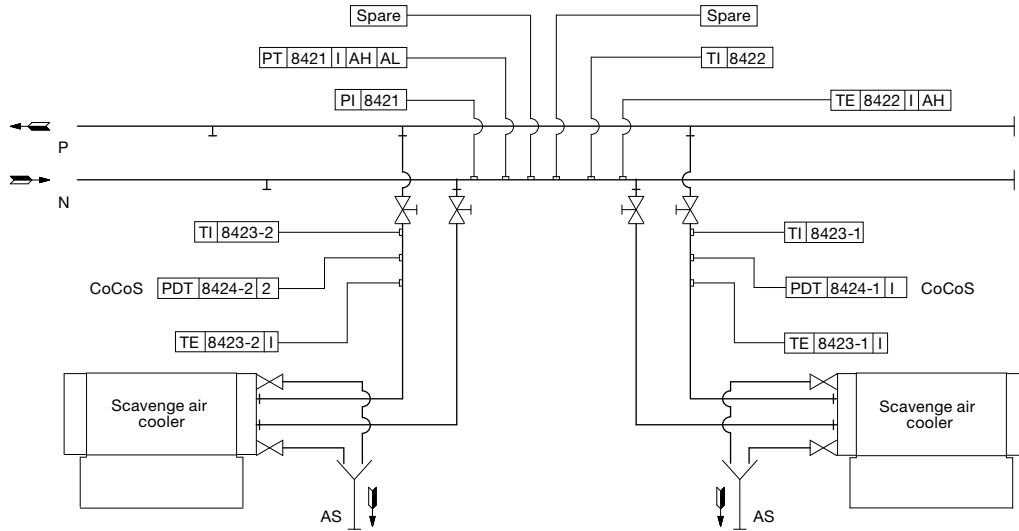 Spare Spare
PT 8421 I AH AL TI 8422
PI 8421 TE 8422 I AH
P
N
TI 8423-2 TI 8423-1
CoCoS PDT 8424-2 2 PDT 8424-1 I CoCoS
TE 8423-2 I TE 8423-1 I
Scavenge air
cooler
Scavenge air
cooler
AS AS